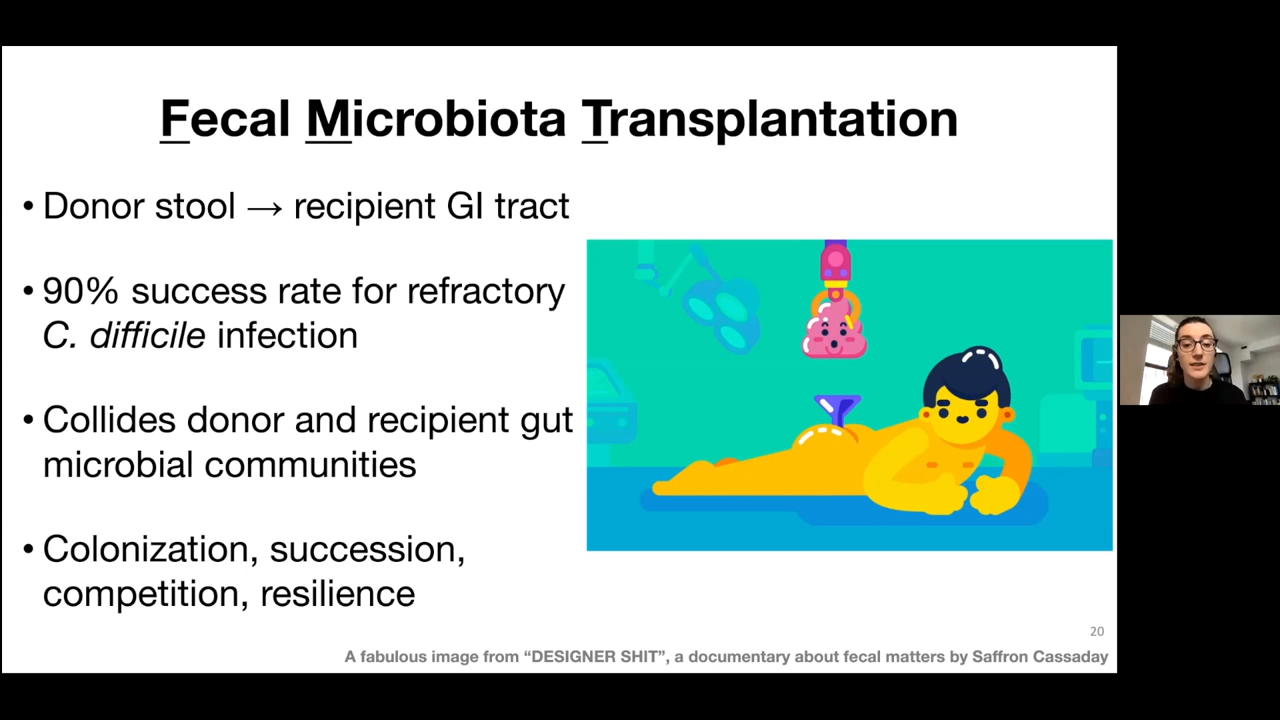 Fecal Microbiota Transplantation
• Donor stool → recipient GI tract
• 90% success rate for refractory
C. difficile infection
• Collides donor and recipient gut
microbial communities
• Colonization, succession,
competition, resilience
20
A fabulous image from “DESIGNER SHIT”, a documentary about fecal matters by Saffron Cassaday